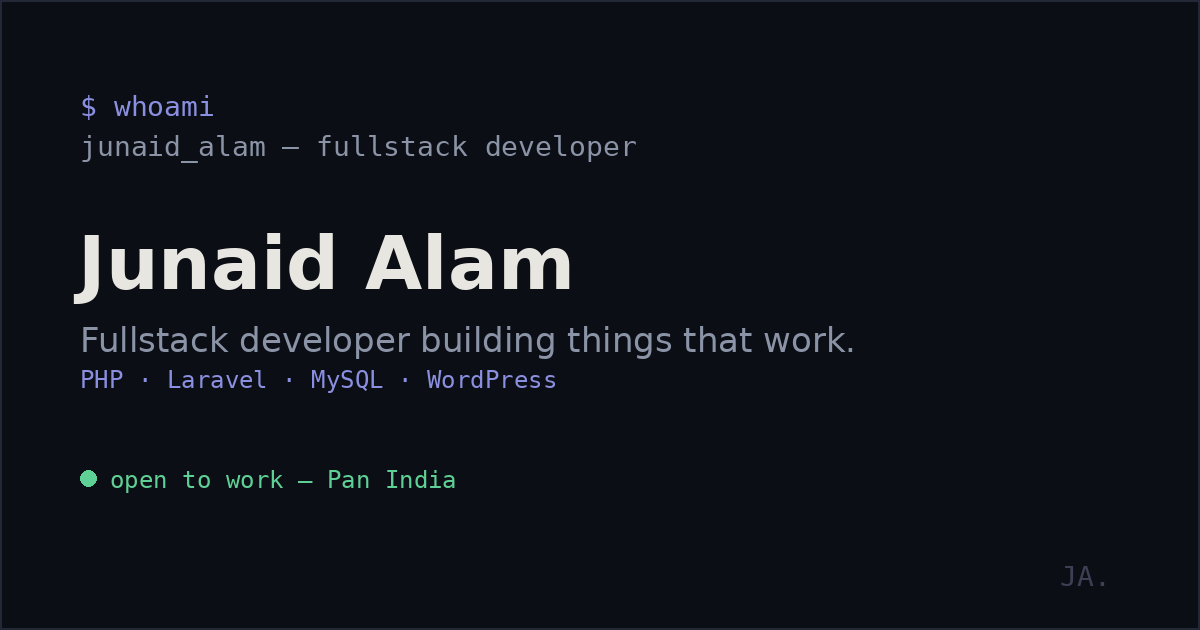 $ whoami
junaid_alam — fullstack developer
Junaid Alam
Fullstack developer building things that work.
PHP · Laravel · MySQL · WordPress
open to work — Pan India
JA.